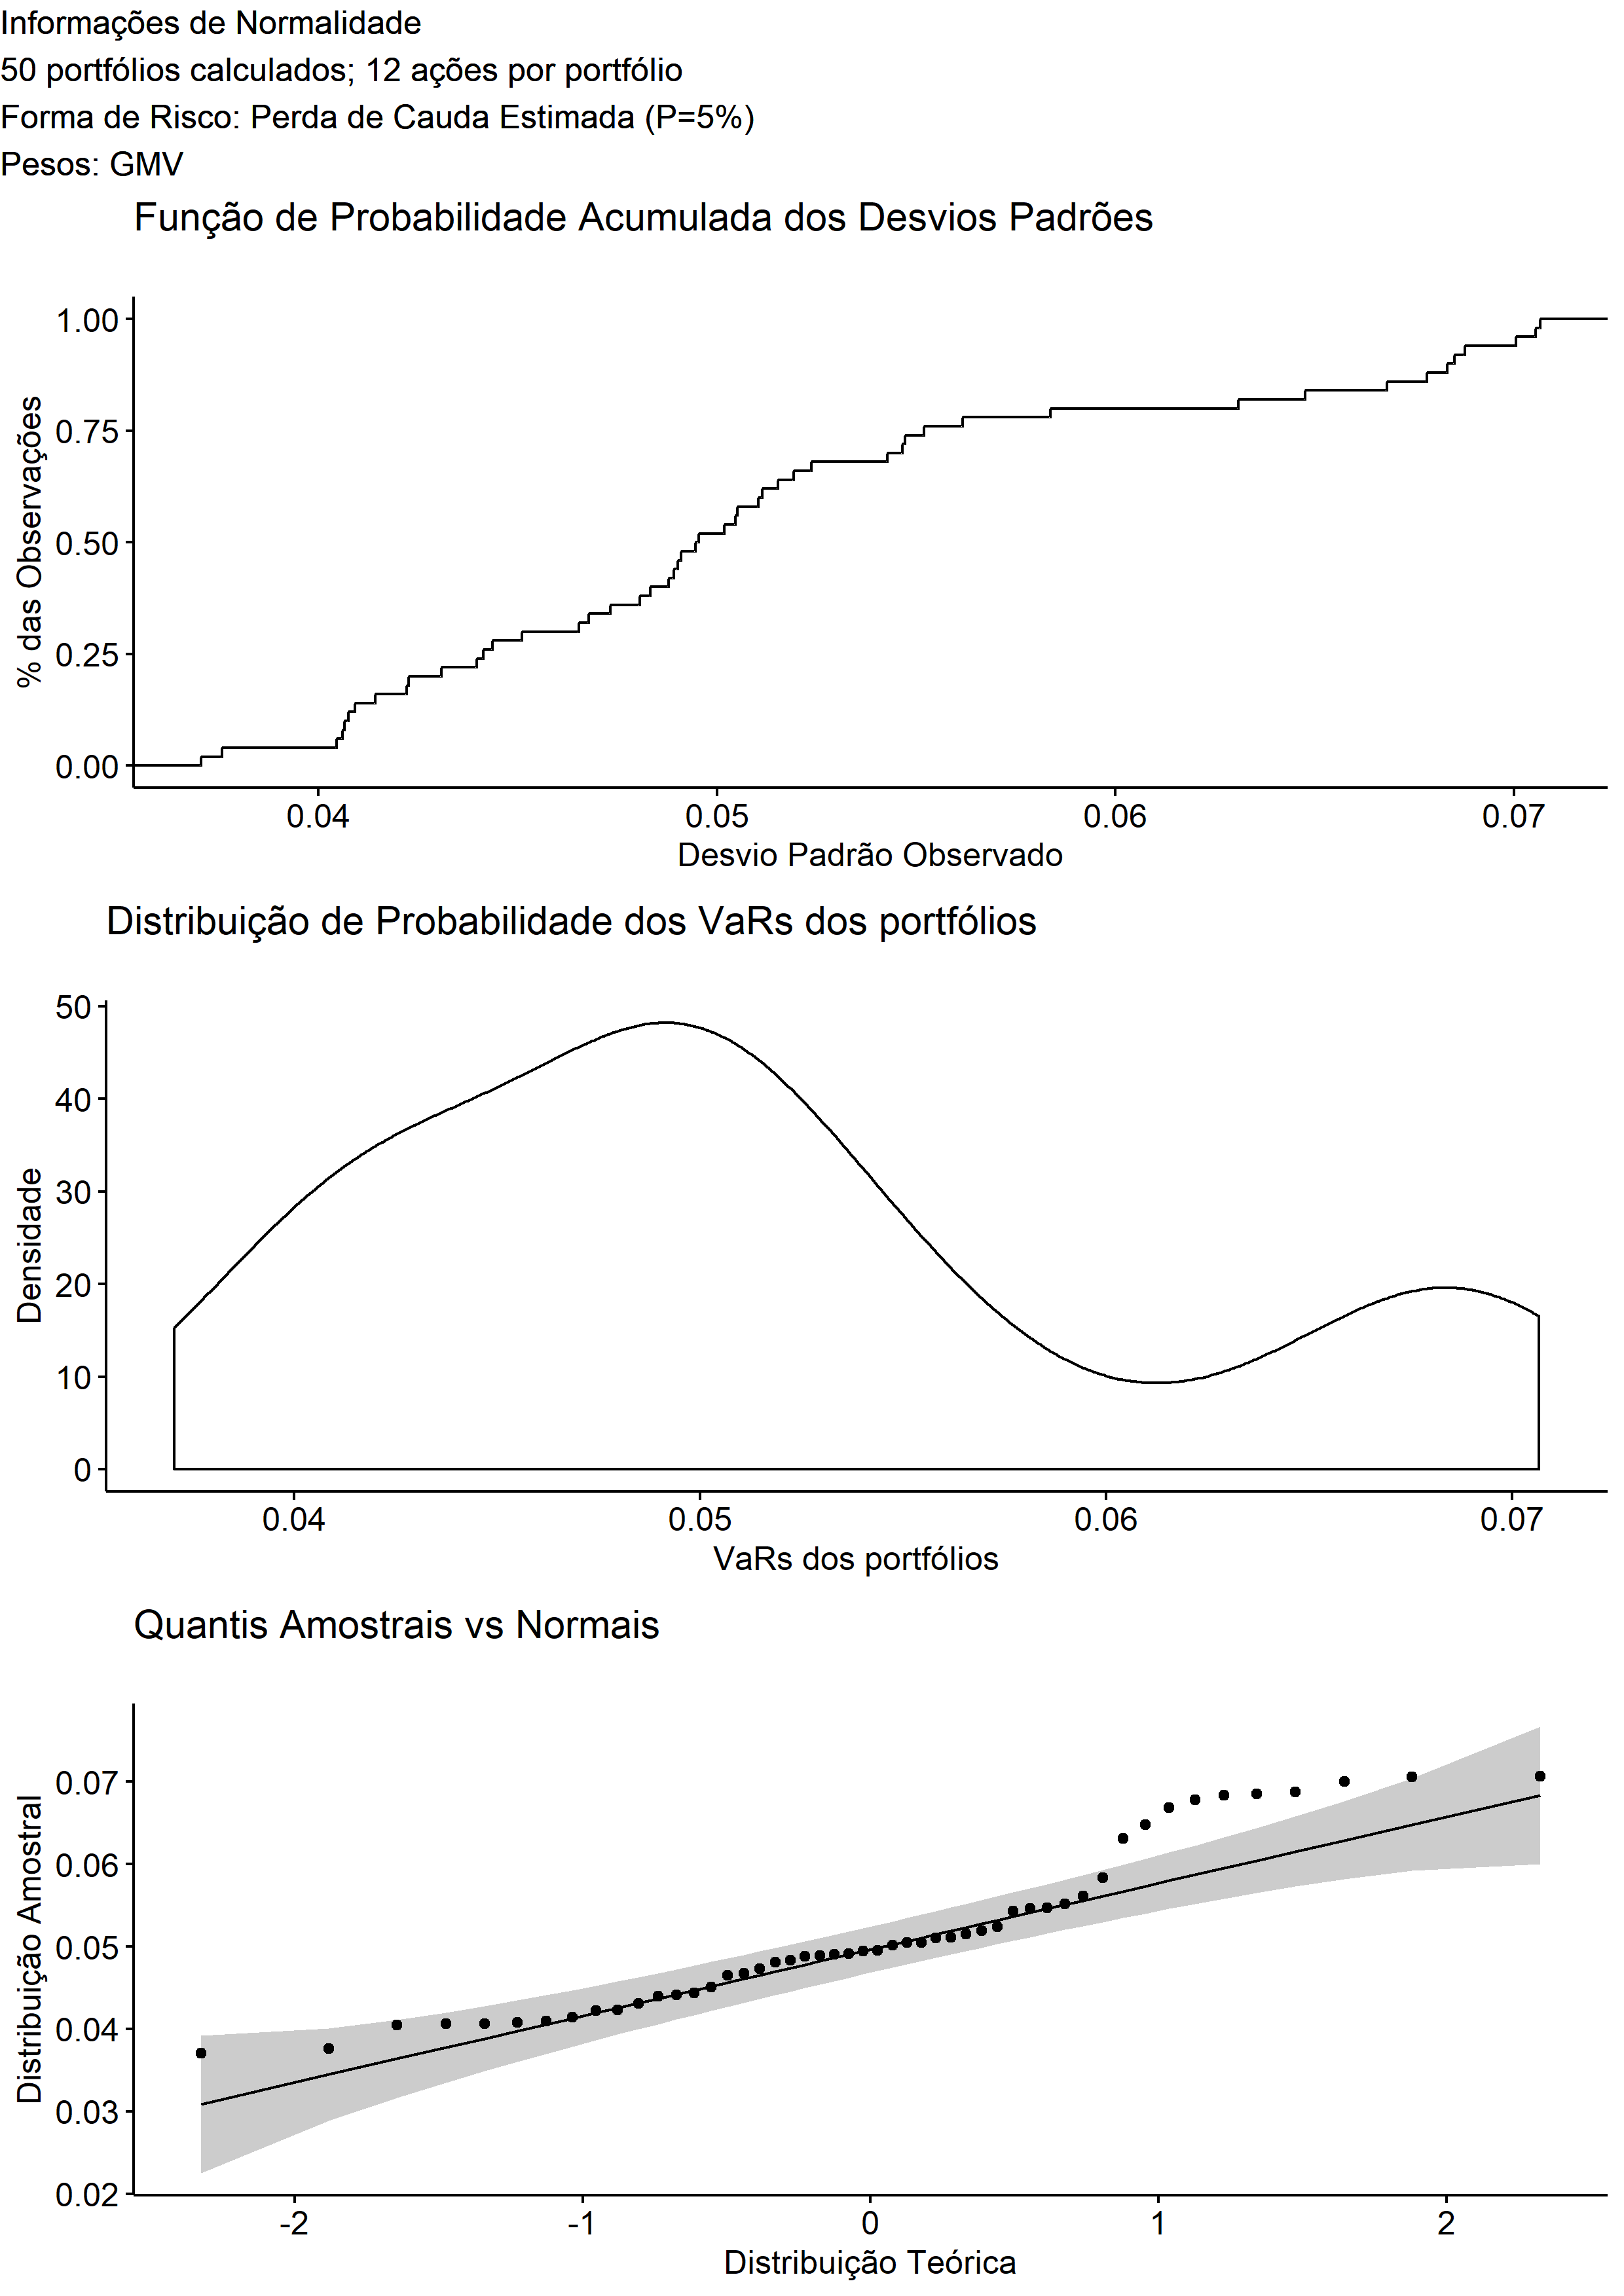 Informações de Normalidade
50 portfólios calculados; 12 ações por portfólio
Forma de Risco: Perda de Cauda Estimada (P=5%)
Pesos: GMV
Função de Probabilidade Acumulada dos Desvios Padrões
% das Observações
1.00
0.75
0.50
0.25
0.00
0.04 0.05 0.06 0.07
Desvio Padrão Observado
Distribuição de Probabilidade dos VaRs dos portfólios
Densidade
50
40
30
20
10
0
0.04 0.05 0.06 0.07
VaRs dos portfólios
Quantis Amostrais vs Normais
Distribuição Amostral
0.07
0.06
0.05
0.04
0.03
0.02
-2 -1 0 1 2
Distribuição Teórica